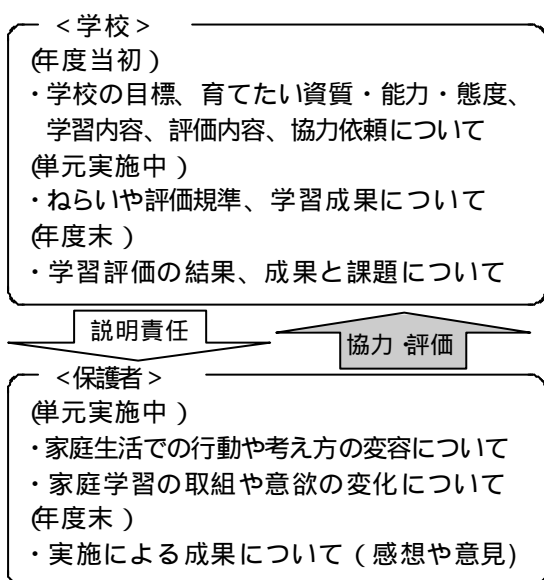 <学校>
(年度当初)
・学校の目標、育てたい資質・能力・態度、
学習内容、評価内容、協力依頼について
(単元実施中)
・ねらいや評価規準、学習成果について
(年度末)
・学習評価の結果、成果と課題について
説明責任
協力・評価
<保護者>
(単元実施中)
・家庭生活での行動や考え方の変容について
・家庭学習の取組や意欲の変化について
(年度末)
・実施による成果について(感想や意見)